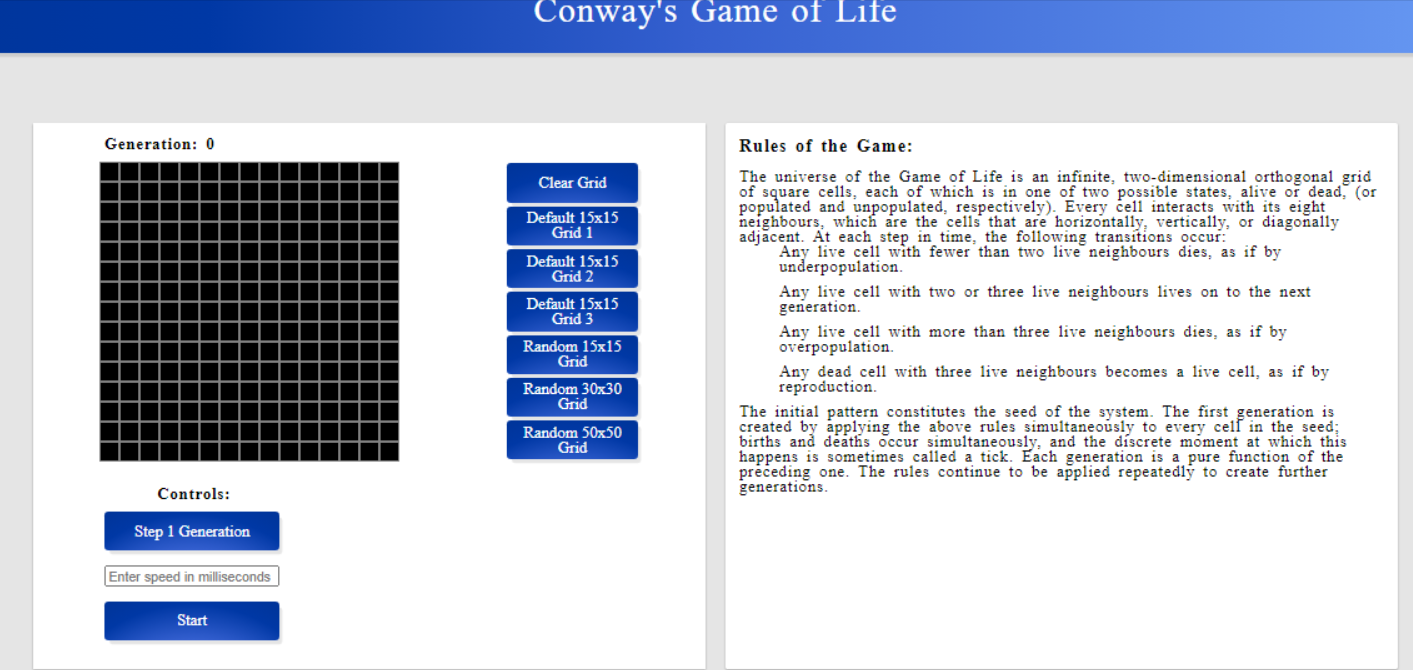 Conway's Game of Life
Generation: 0
Clear Grid
Default 15x15
Grid 1
Default 15x15
Grid 2
Default 15x15
Grid 3
Random 15x15
Grid
Random 30x30
Grid
Random 50x50
Grid
Controls:
Step 1 Generation
Enter speed in milliseconds
Start
Rules of the Game:
The universe of the Game of Life is an infinite, two-dimensional orthogonal grid
of square cells, each of which is in one of two possible states, alive or dead, (or
populated and unpopulated, respectively). Every cell interacts with its eight
neighbours, which are the cells that are horizontally, vertically, or diagonally
adjacent. At each step in time, the following transitions occur:
Any live cell with fewer than two live neighbours dies, as if by
underpopulation.
Any live cell with two or three live neighbours lives on to the next
generation.
Any live cell with more than three live neighbours dies, as if by
overpopulation.
Any dead cell with three live neighbours becomes a live cell, as if by
reproduction.
The initial pattern constitutes the seed of the system. The first generation is
created by applying the above rules simultaneously to every cell in the seed;
births and deaths occur simultaneously, and the discrete moment at which this
happens is sometimes called a tick. Each generation is a pure function of the
preceding one. The rules continue to be applied repeatedly to create further
generations.